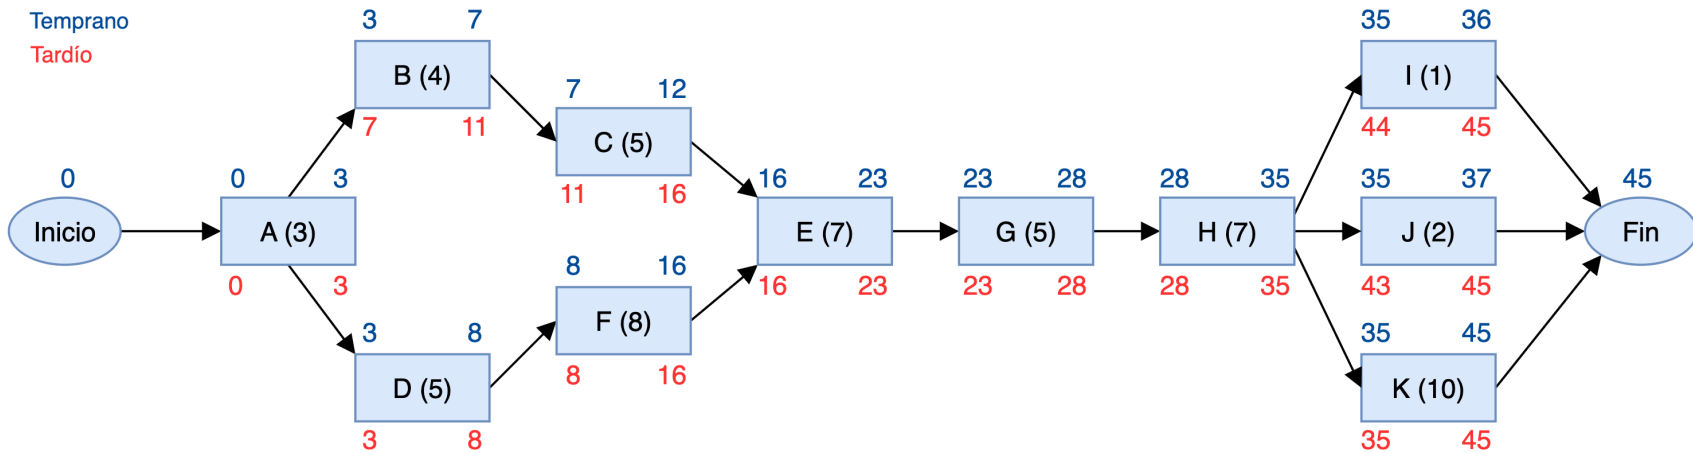 Temprano
Tardío
0
Inicio
0 3
A (3)
0 3
3 7
B (4)
7 11
3 8
D (5)
3 8
7 12
C (5)
11 16
8 16
F (8)
8 16
16 23
E (7)
16 23
23 28
G (5)
23 28
28 35
H (7)
28 35
35 36
I (1)
44 45
35 37
J (2)
43 45
35 45
K (10)
35 45
45
Fin